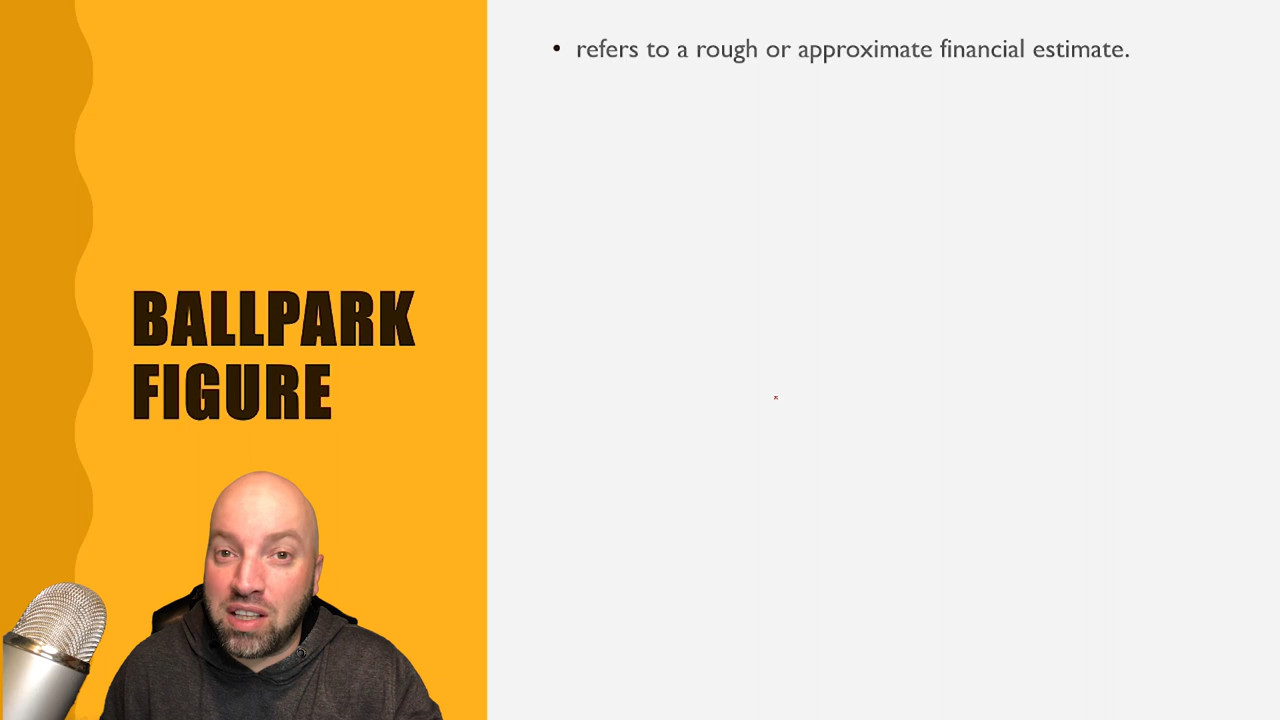 BALLPARK
FIGURE
• refers to a rough or approximate financial estimate.